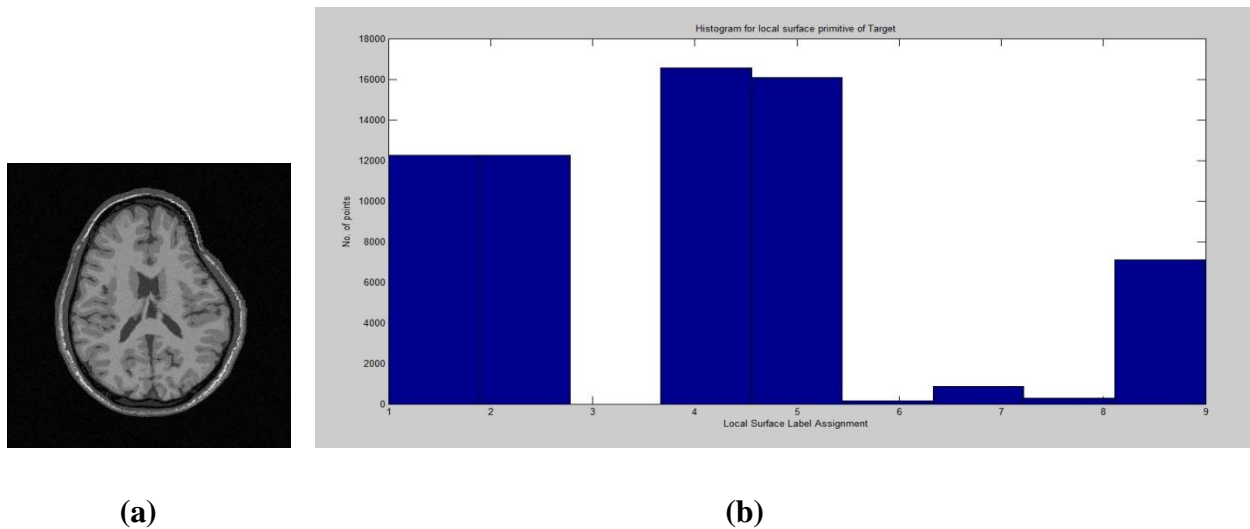 Histogram for local surface primitive of Target
18000
16000
14000
12000
10000
8000
6000
4000
2000
0
No. of points
1 2 3 4 5 6 7 8 9
Local Surface Label Assignment
(a) (b)